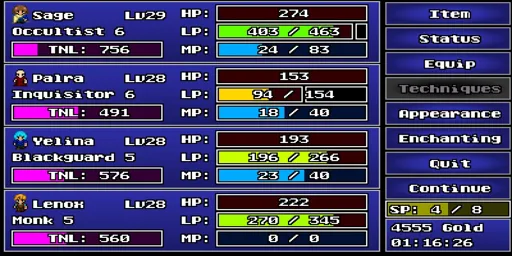 Sage Lv29 HP: 274
Occultist 6 LP: 403 / 463
TNL: 756 MP: 24 / 83
Palra Lv28 HP: 153
Inquisitor 6 LP: 94 / 154
TNL: 491 MP: 18 / 40
Yelina Lv28 HP: 193
Blackguard 5 LP: 196 / 266
TNL: 576 MP: 23 / 40
Lenox Lv28 HP: 222
Monk 5 LP: 270 / 345
TNL: 560 MP: 0 / 0
Item
Status
Equip
Techniques
Appearance
Enchanting
Quit
Continue
SP: 4 / 8
4555 Gold
01:16:26